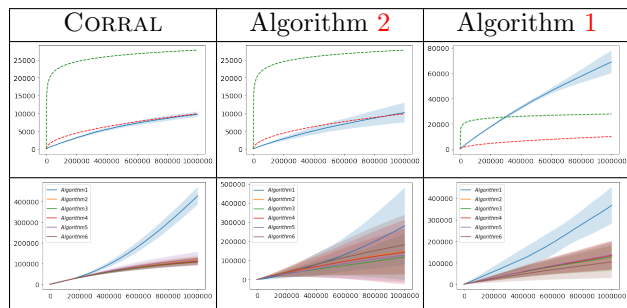 CORRAL Algorithm 2 Algorithm 1
25000 25000 80000
20000 20000 60000
15000 15000 40000
10000 10000 20000
5000 5000 0
0 0
0 200000 400000 600000 800000 1000000 0 200000 400000 600000 800000 1000000 0 200000 400000 600000 800000 1000000
400000 500000 400000
300000 400000 300000
200000 300000 200000
100000 200000 100000
0 100000 0
0
Algorithm1 Algorithm1 Algorithm1
Algorithm2 Algorithm2 Algorithm2
Algorithm3 Algorithm3 Algorithm3
Algorithm4 Algorithm4 Algorithm4
Algorithm5 Algorithm5 Algorithm5
Algorithm6 Algorithm6 Algorithm6
0 200000 400000 600000 800000 1000000 0 200000 400000 600000 800000 1000000 0 200000 400000 600000 800000 1000000